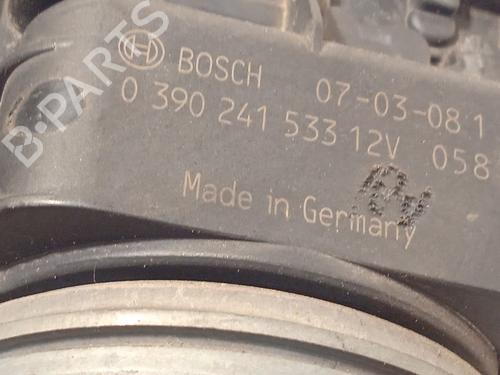 B-PARTS
BOSCH 07-03-08 1
0 390 241 533 12V 058
Made in Germany